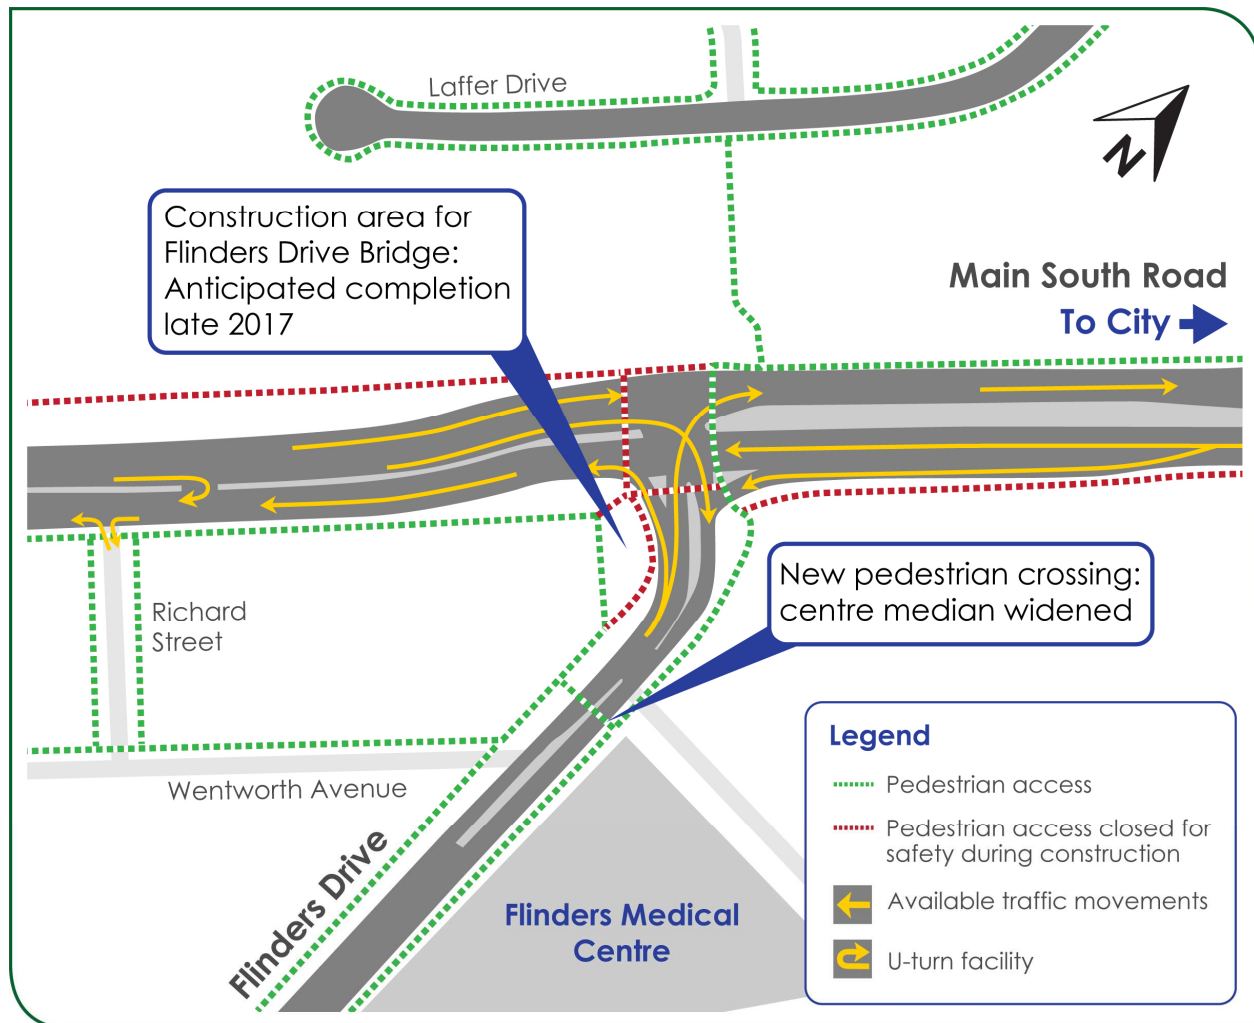 Laffer Drive
N
Construction area for
Flinders Drive Bridge:
Anticipated completion
late 2017
Main South Road
To City
New pedestrian crossing:
centre median widened
Richard
Street
Wentworth Avenue
Flinders Drive
Flinders Medical
Centre
Legend
Pedestrian access
Pedestrian access closed for
safety during construction
Available traffic movements
U-turn facility